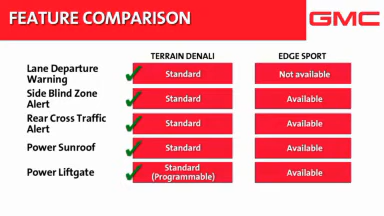 FEATURE COMPARISON
GMC
TERRAIN DENALI EDGE SPORT
Lane Departure
Warning
Standard Not available
Side Blind Zone
Alert
Standard Available
Rear Cross Traffic
Alert
Standard Available
Power Sunroof Standard Available
Power Liftgate Standard
(Programmable) Available